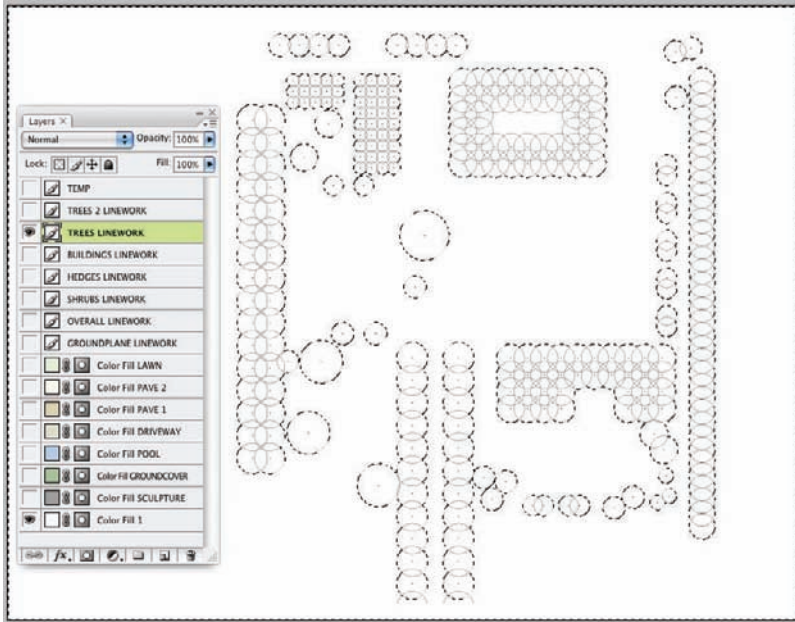 Layers ×
Normal Opacity: 100%
Lock: Fill: 100%
TEMP
TREES 2 LINEWORK
TREES LINEWORK
BUILDINGS LINEWORK
HEDGES LINEWORK
SHRUBS LINEWORK
OVERALL LINEWORK
GROUNDPLANE LINEWORK
Color Fill LAWN
Color Fill PAVE 2
Color Fill PAVE 1
Color Fill DRIVEWAY
Color Fill POOL
Color Fill GROUNDCOVER
Color Fill SCULPTURE
Color Fill 1
fx.